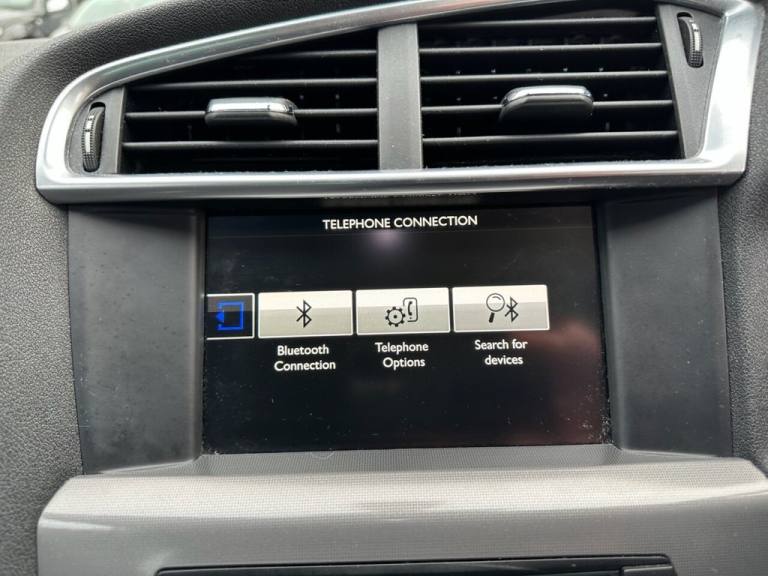 TELEPHONE CONNECTION
Bluetooth
Connection
Telephone
Options
Search for
devices